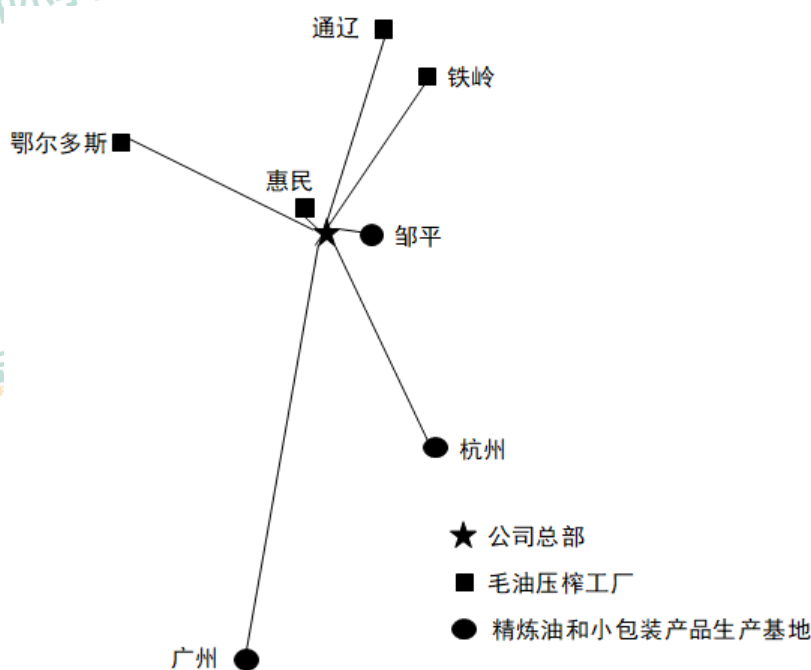 通辽
铁岭
鄂尔多斯
惠民
邹平
杭州
公司总部
毛油压榨工厂
精炼油和小包装产品生产基地
广州